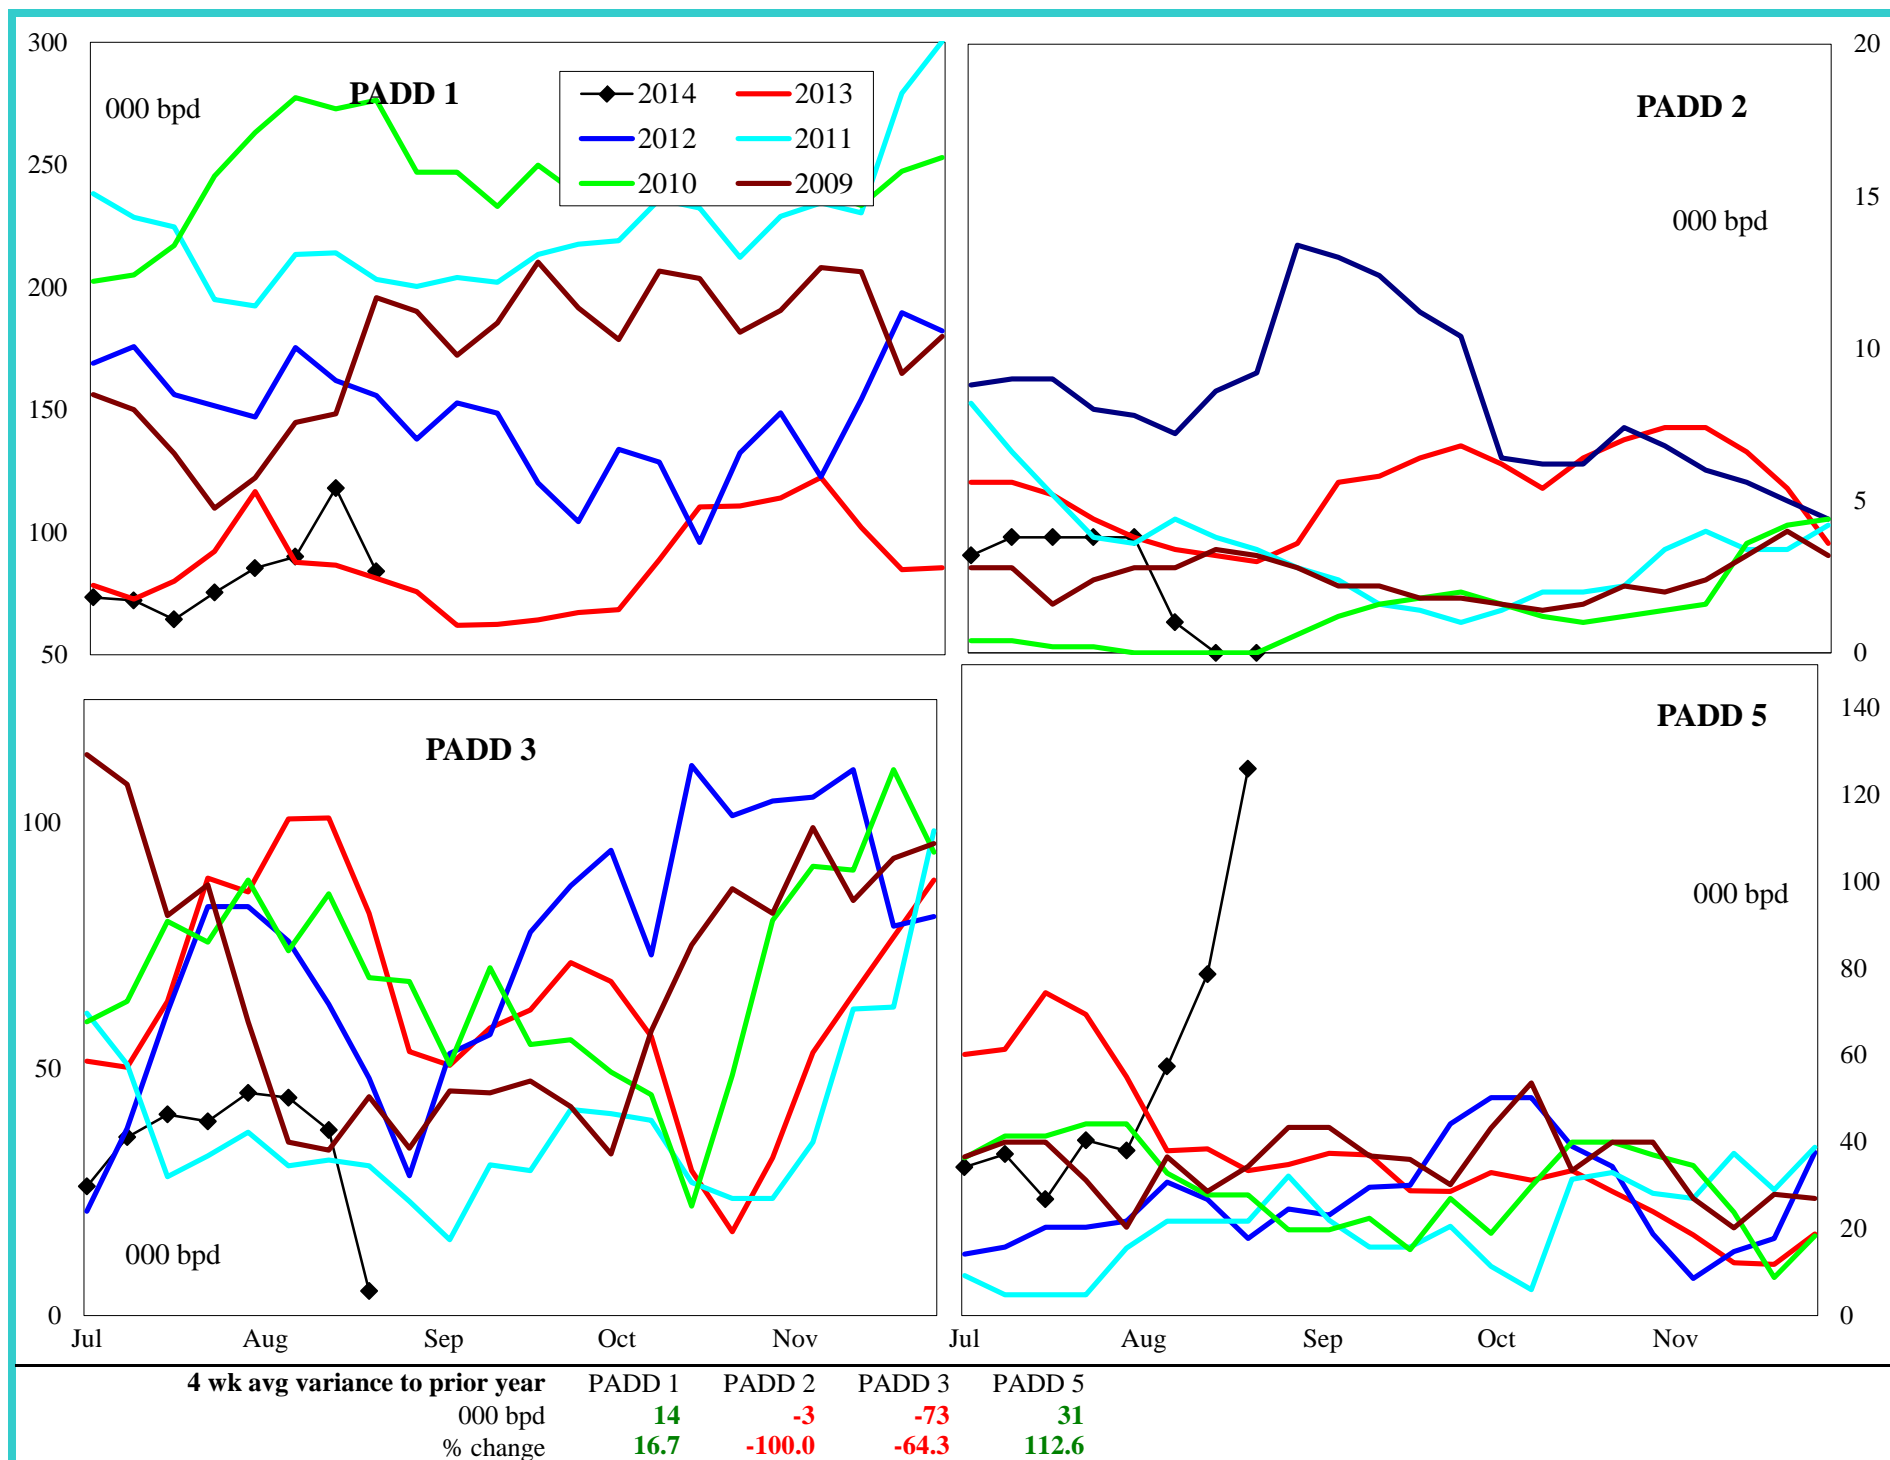 300
250
200
150
100
50
000 bpd
PADD 1
2014
2013
2012
2011
2010
2009
PADD 2
000 bpd
20
15
10
5
0
PADD 3
100
50
0
000 bpd
Jul Aug Sep Oct Nov
PADD 5
000 bpd
140
120
100
80
60
40
20
0
Jul Aug Sep Oct Nov
4 wk avg variance to prior year PADD 1 PADD 2 PADD 3 PADD 5
000 bpd 14 -3 -73 31
% change 16.7 -100.0 -64.3 112.6